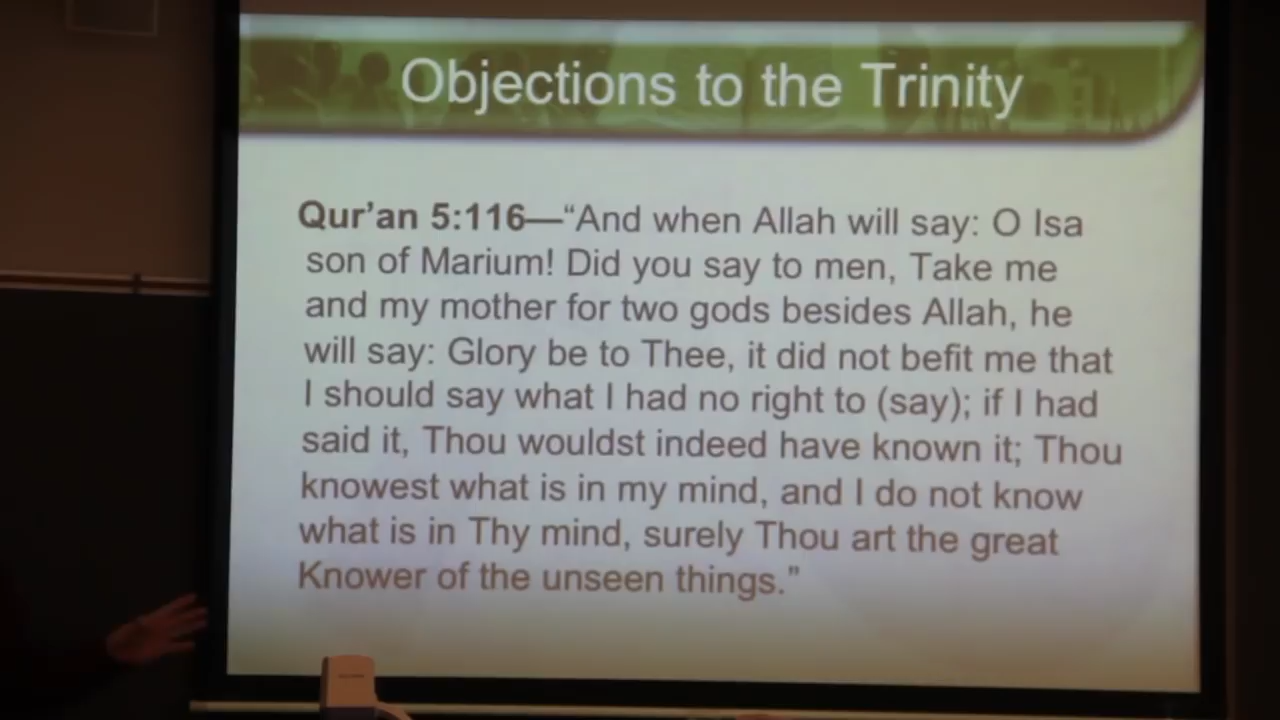 Objections to the Trinity
Qur’an 5:116—“And when Allah will say: O Isa
son of Marium! Did you say to men, Take me
and my mother for two gods besides Allah, he
will say: Glory be to Thee, it did not befit me that
I should say what I had no right to (say); if I had
said it, Thou wouldst indeed have known it; Thou
knowest what is in my mind, and I do not know
what is in Thy mind, surely Thou art the great
Knower of the unseen things.”